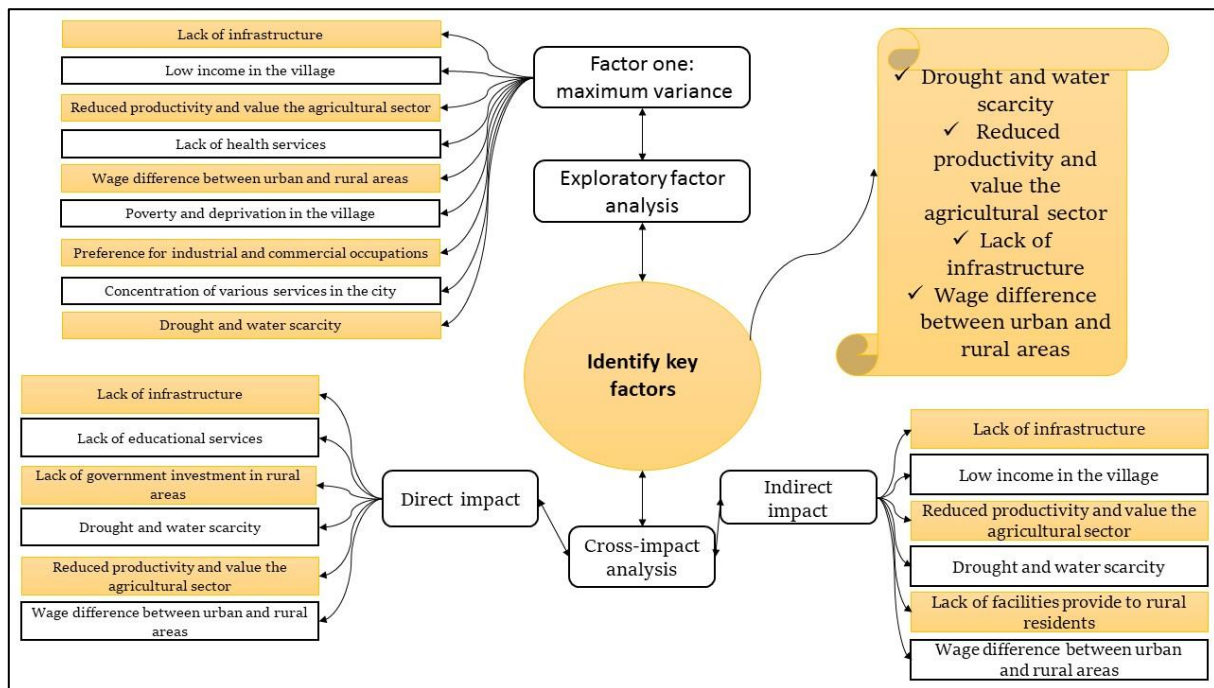 Lack of infrastructure
Low income in the village
Reduced productivity and value the agricultural sector
Lack of health services
Wage difference between urban and rural areas
Poverty and deprivation in the village
Preference for industrial and commercial occupations
Concentration of various services in the city
Drought and water scarcity
Factor one:
maximum variance
Exploratory factor
analysis
✓ Drought and water
scarcity
✓ Reduced
productivity and
value the
agricultural sector
✓ Lack of
infrastructure
✓ Wage difference
between urban and
rural areas
Identify key
factors
Lack of infrastructure
Lack of educational services
Lack of government investment in rural
areas
Drought and water scarcity
Reduced productivity and value the
agricultural sector
Wage difference between urban and rural
areas
Direct impact
Cross-impact
analysis
Indirect
impact
Lack of infrastructure
Low income in the village
Reduced productivity and value the
agricultural sector
Drought and water scarcity
Lack of facilities provide to rural
residents
Wage difference between urban
and rural areas